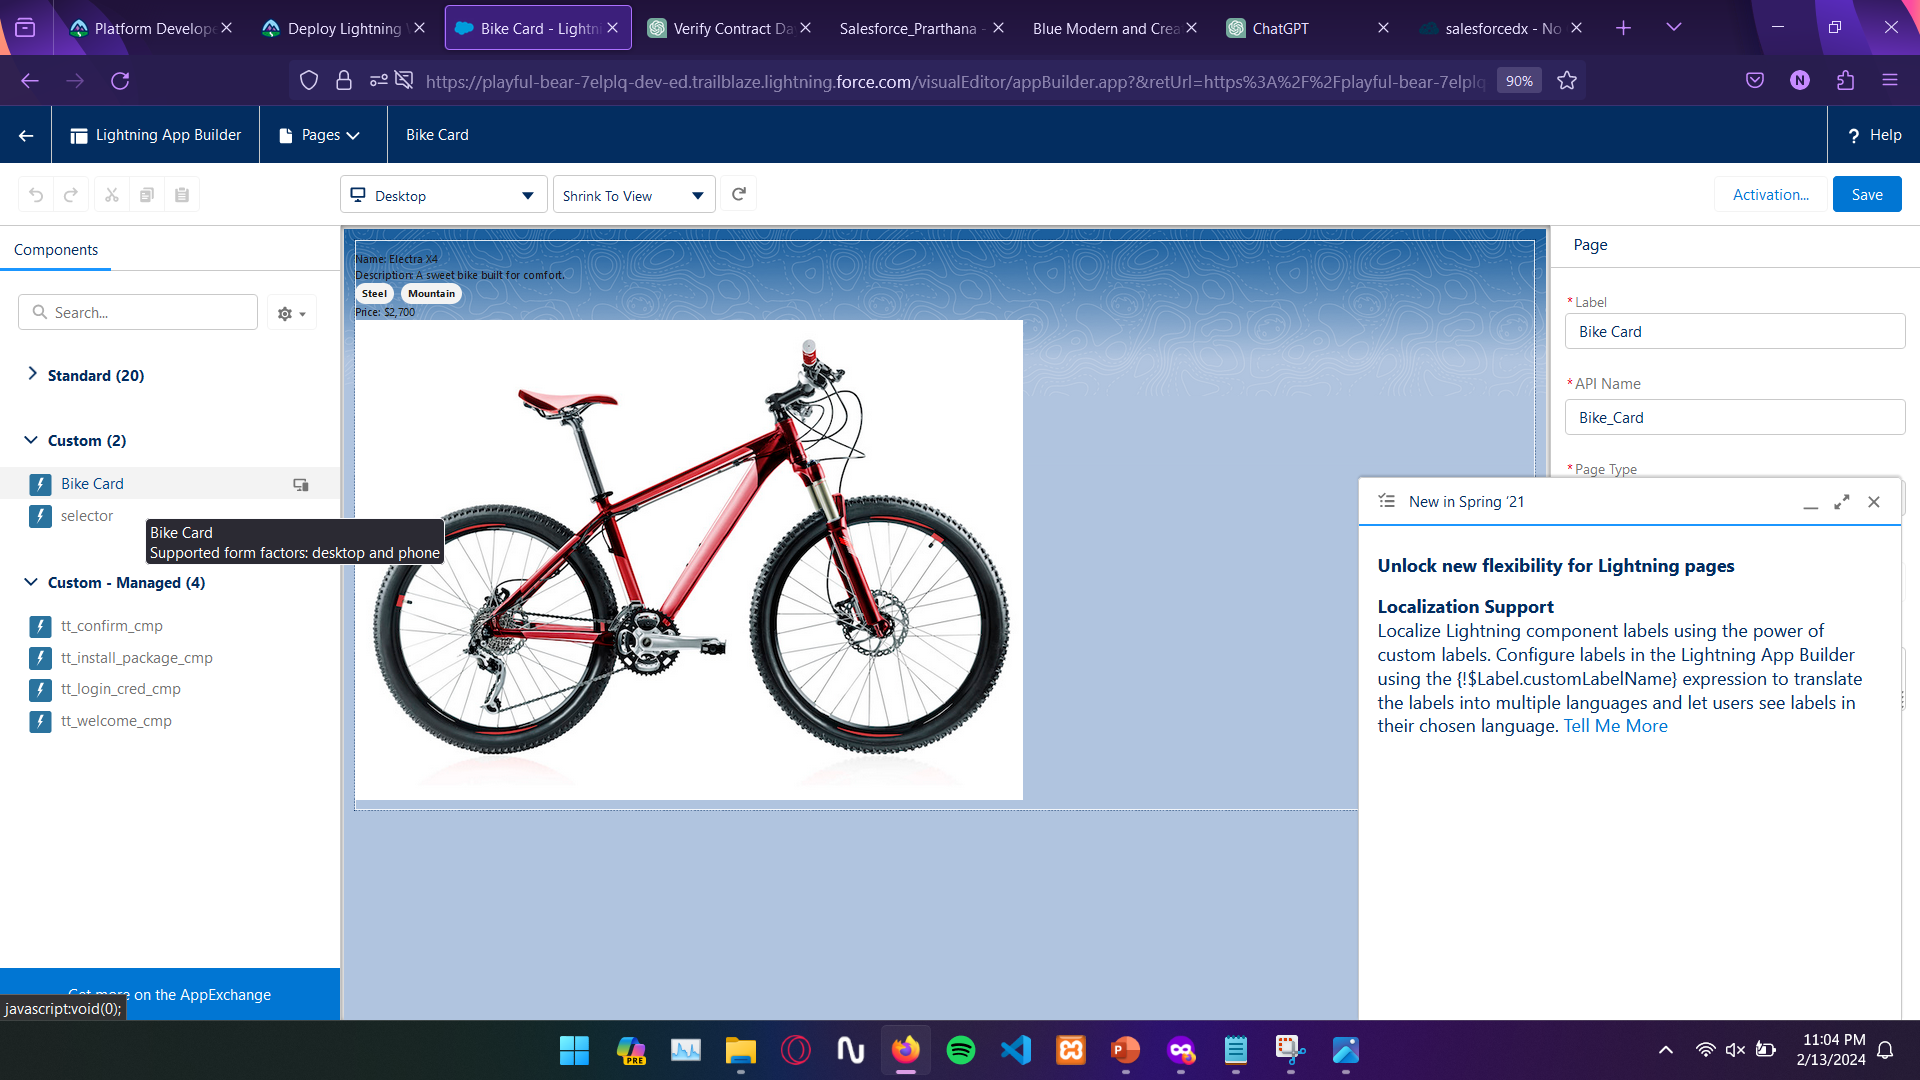 Platform Develope
Deploy Lightning W
Bike Card - Lightni
Verify Contract Da
Salesforce_Prarthana -
Blue Modern and Crea
ChatGPT
salesforcedx - No
https://playful-bear-7elplq-dev-ed.trailblaze.lightning.force.com/visualEditor/appBuilder.app?&retUrl=https%3A%2F%2Fplayful-bear-7elplq
90%
N
Lightning App Builder
Pages
Bike Card
? Help
Desktop
Shrink To View
Activation...
Save
Components
Search...
Standard (20)
Custom (2)
Bike Card
selector
Bike Card
Supported form factors: desktop and phone
Custom - Managed (4)
tt_confirm_cmp
tt_install_package_cmp
tt_login_cred_cmp
tt_welcome_cmp
Get more on the AppExchange
javascript:void(0);
Name: Electra X4
Description: A sweet bike built for comfort.
Steel
Mountain
Price: $2,700
Page
* Label
Bike Card
* API Name
Bike_Card
* Page Type
New in Spring '21
Unlock new flexibility for Lightning pages
Localization Support
Localize Lightning component labels using the power of
custom labels. Configure labels in the Lightning App Builder
using the {!$Label.customLabelName} expression to translate
the labels into multiple languages and let users see labels in
their chosen language. Tell Me More
PRE
11:04 PM
2/13/2024